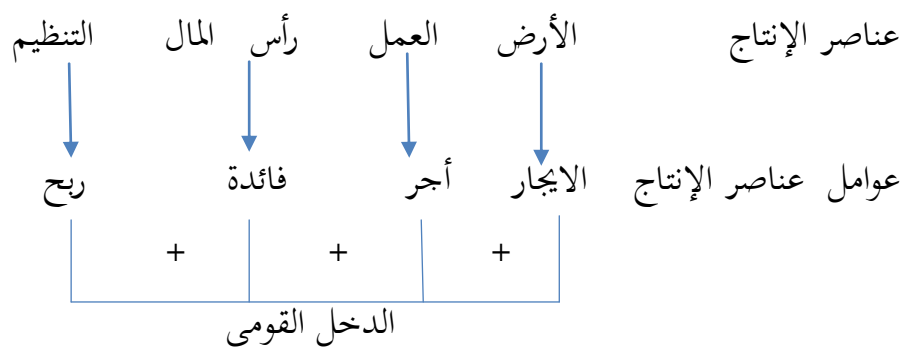 عناصر الإنتاج الأرض العمل رأس المال التنظيم
عوامل عناصر الإنتاج الايجار أجر فائدة ربح
+ + +
الدخل القومى